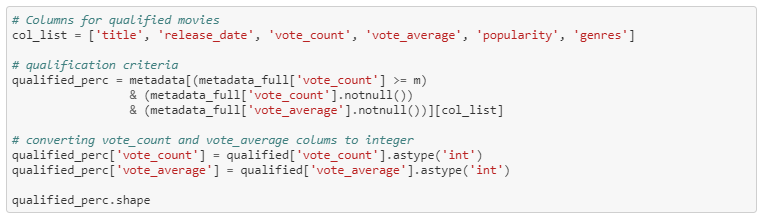 # Columns for qualified movies
col_list = ['title', 'release_date', 'vote_count', 'vote_average', 'popularity', 'genres']

# qualification criteria
qualified_perc = metadata[(metadata_full['vote_count'] >= m)
                & (metadata_full['vote_count'].notnull())
                & (metadata_full['vote_average'].notnull())][col_list]

# converting vote_count and vote_average colums to integer
qualified_perc['vote_count'] = qualified['vote_count'].astype('int')
qualified_perc['vote_average'] = qualified['vote_average'].astype('int')

qualified_perc.shape